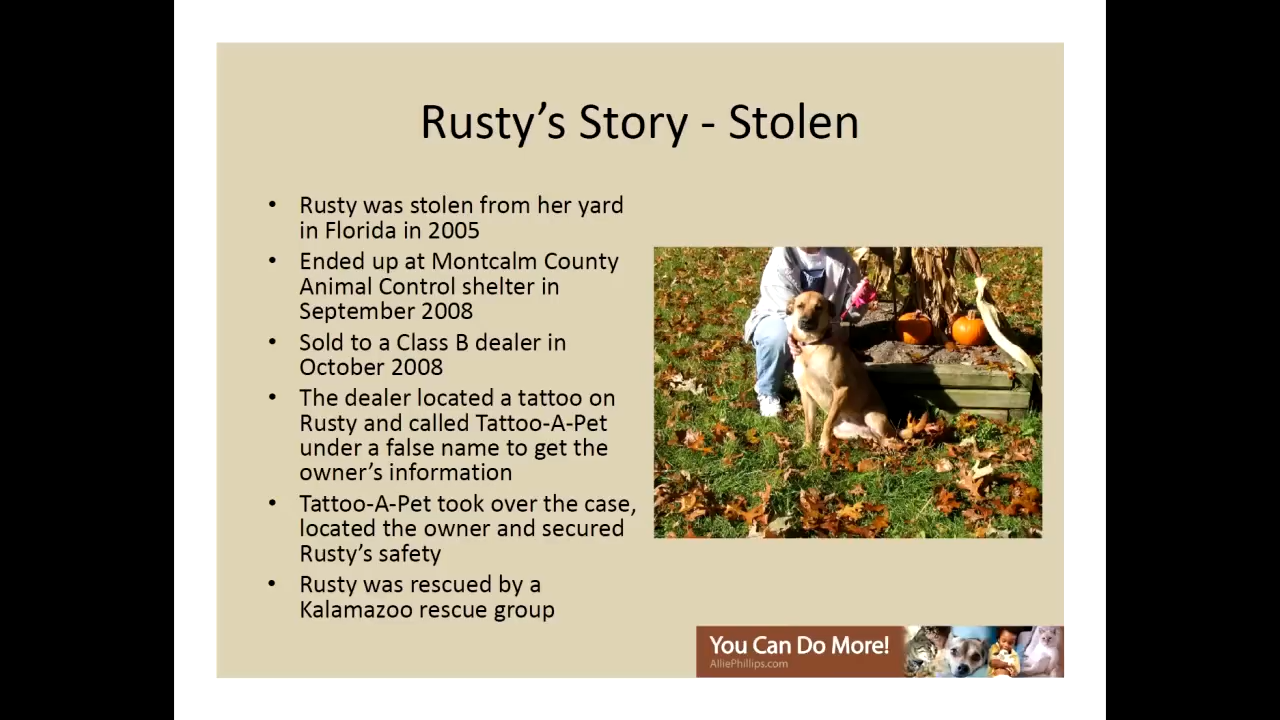 Rusty’s Story - Stolen
• Rusty was stolen from her yard
in Florida in 2005
• Ended up at Montcalm County
Animal Control shelter in
September 2008
• Sold to a Class B dealer in
October 2008
• The dealer located a tattoo on
Rusty and called Tattoo-A-Pet
under a false name to get the
owner’s information
• Tattoo-A-Pet took over the case,
located the owner and secured
Rusty’s safety
• Rusty was rescued by a
Kalamazoo rescue group
You Can Do More!
AlliePhillips.com